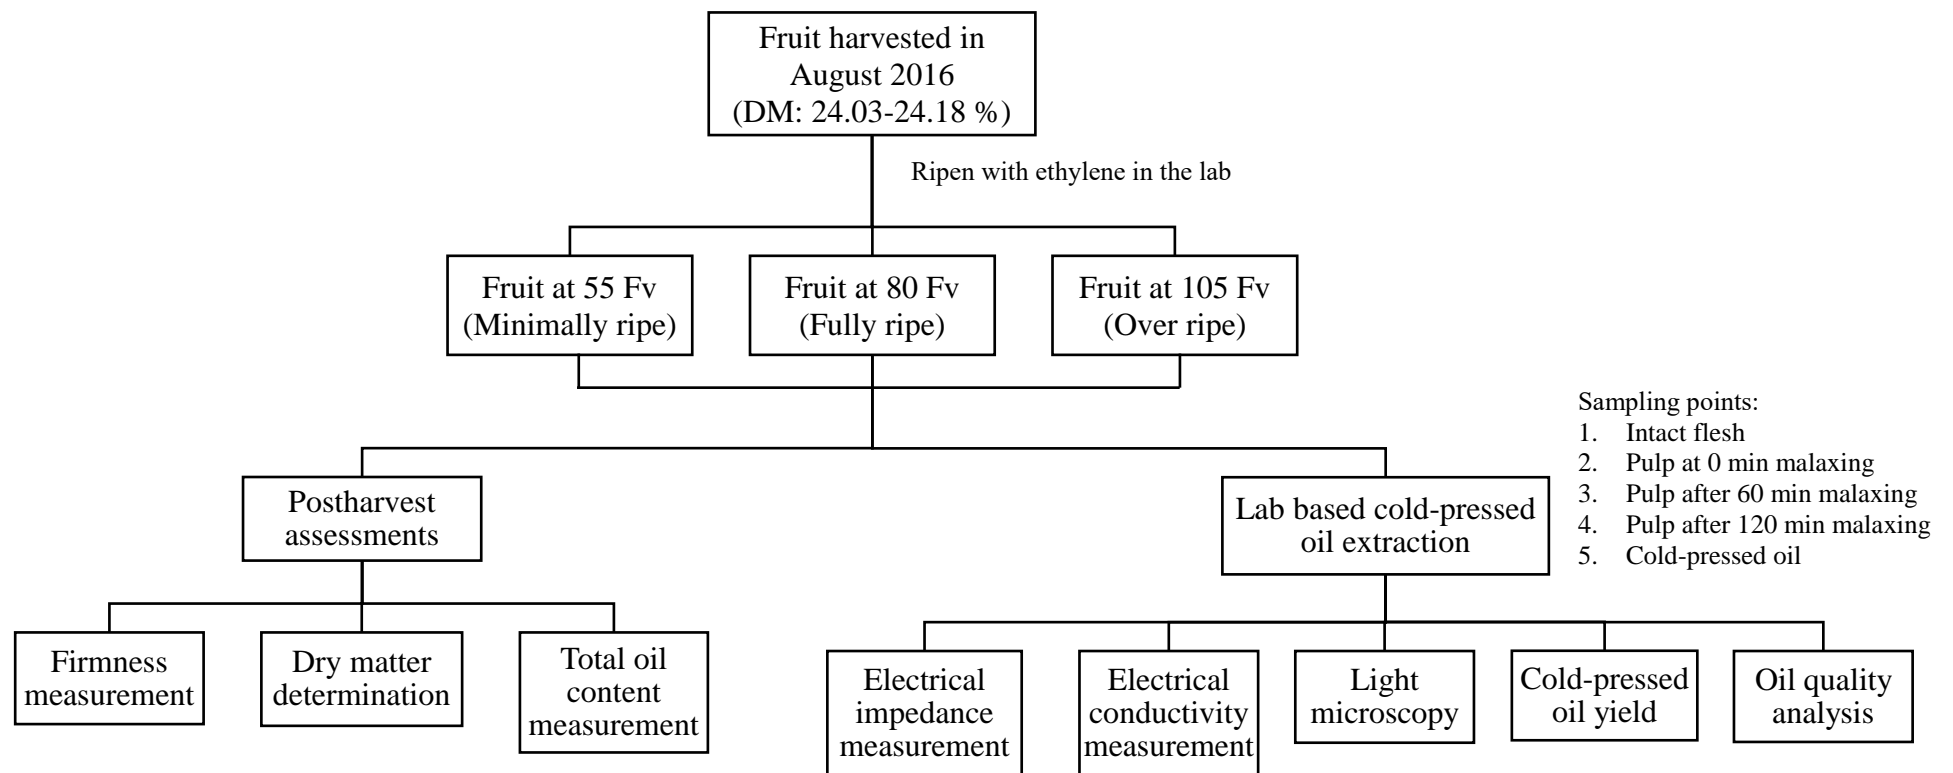 Fruit harvested in
August 2016
(DM: 24.03-24.18 %)
Ripen with ethylene in the lab
Fruit at 55 Fv
(Minimally ripe)
Fruit at 80 Fv
(Fully ripe)
Fruit at 105 Fv
(Over ripe)
Sampling points:
1. Intact flesh
2. Pulp at 0 min malaxing
3. Pulp after 60 min malaxing
4. Pulp after 120 min malaxing
5. Cold-pressed oil
Postharvest
assessments
Lab based cold-pressed
oil extraction
Firmness
measurement
Dry matter
determination
Total oil
content
measurement
Electrical
impedance
measurement
Electrical
conductivity
measurement
Light
microscopy
Cold-pressed
oil yield
Oil quality
analysis